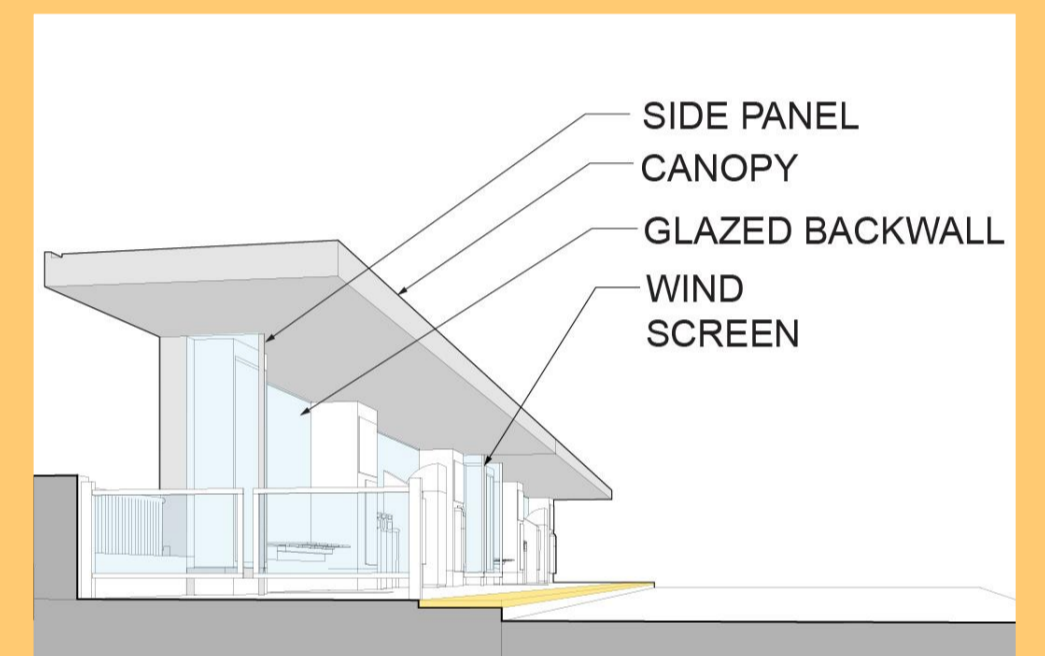 SIDE PANEL
CANOPY
GLAZED BACKWALL
WIND
SCREEN